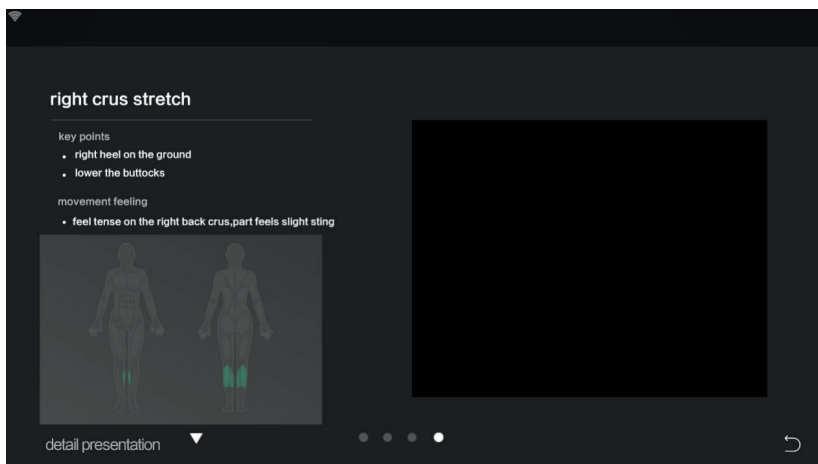 right crus stretch
key points
• right heel on the ground
• lower the buttocks
movement feeling
• feel tense on the right back crus,part feels slight sting
detail presentation